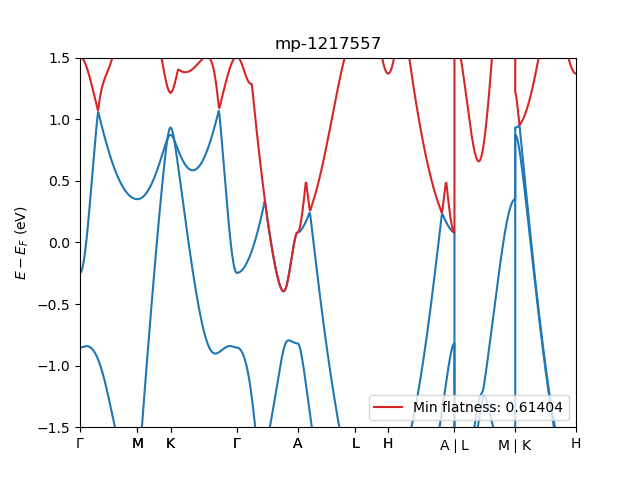 mp-1217557
E − E_F (eV)
1.5
1.0
0.5
0.0
−0.5
−1.0
−1.5
Min flatness: 0.61404
Γ M K Γ A L H A | L M | K H